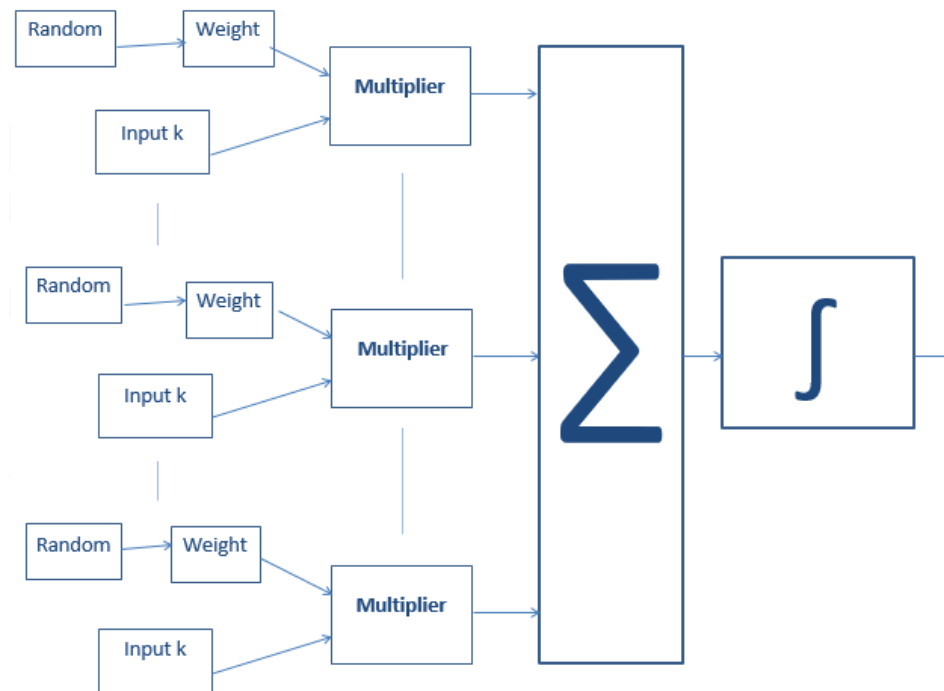 Random
Weight
Multiplier
Input k
Random
Weight
Multiplier
Input k
Random
Weight
Multiplier
Input k
∑
∫